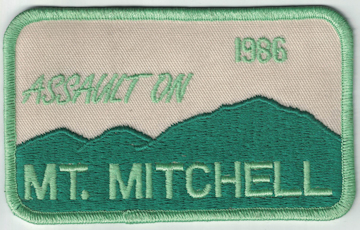 1986
ASSAULT ON
MT. MITCHELL